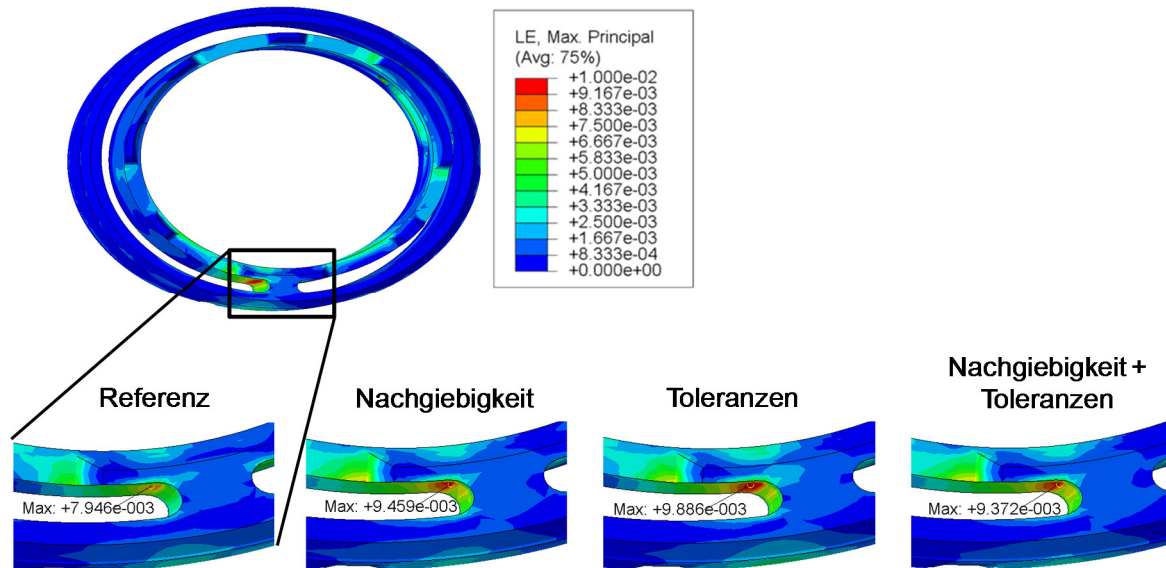 LE, Max. Principal
(Avg: 75%)
+1.000e-02
+9.167e-03
+8.333e-03
+7.500e-03
+6.667e-03
+5.833e-03
+5.000e-03
+4.167e-03
+3.333e-03
+2.500e-03
+1.667e-03
+8.333e-04
+0.000e+00
Referenz
Nachgiebigkeit
Toleranzen
Nachgiebigkeit +
Toleranzen
Max: +7.946e-003
Max: +9.459e-003
Max: +9.886e-003
Max: +9.372e-003